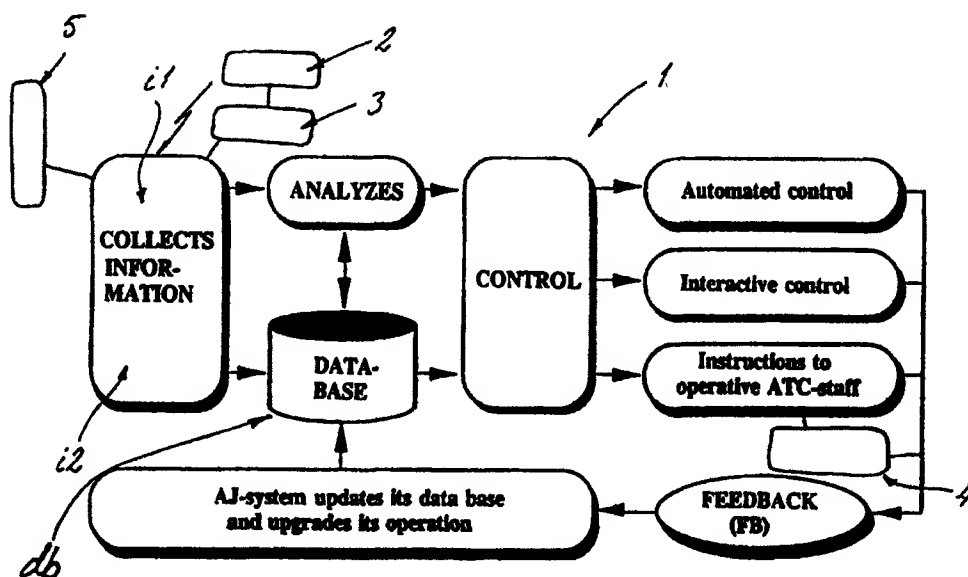 5
i1
2
3
1
ANALYZES
Automated control
COLLECTS
INFOR-
MATION
CONTROL
Interactive control
DATA-
BASE
Instructions to
operative ATC-staff
i2
AJ-system updates its data base
and upgrades its operation
FEEDBACK
(FB)
4
db